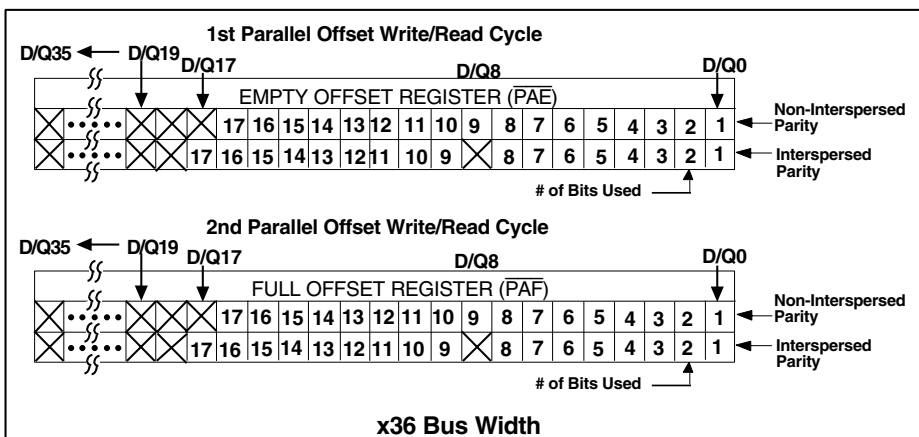 1st Parallel Offset Write/Read Cycle
D/Q35 D/Q19 D/Q17 D/Q8 D/Q0
EMPTY OFFSET REGISTER (PAE)
17 16 15 14 13 12 11 10 9 8 7 6 5 4 3 2 1 Non-Interspersed Parity
17 16 15 14 13 12 11 10 9 8 7 6 5 4 3 2 1 Interspersed Parity
# of Bits Used
2nd Parallel Offset Write/Read Cycle
D/Q35 D/Q19 D/Q17 D/Q8 D/Q0
FULL OFFSET REGISTER (PAF)
17 16 15 14 13 12 11 10 9 8 7 6 5 4 3 2 1 Non-Interspersed Parity
17 16 15 14 13 12 11 10 9 8 7 6 5 4 3 2 1 Interspersed Parity
# of Bits Used
x36 Bus Width